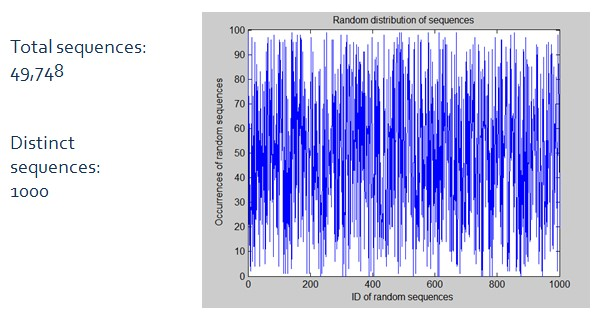 Total sequences:
49,748
Distinct
sequences:
1000
Random distribution of sequences
Occurrences of random sequences
100
90
80
70
60
50
40
30
20
10
0
0 200 400 600 800 1000
ID of random sequences